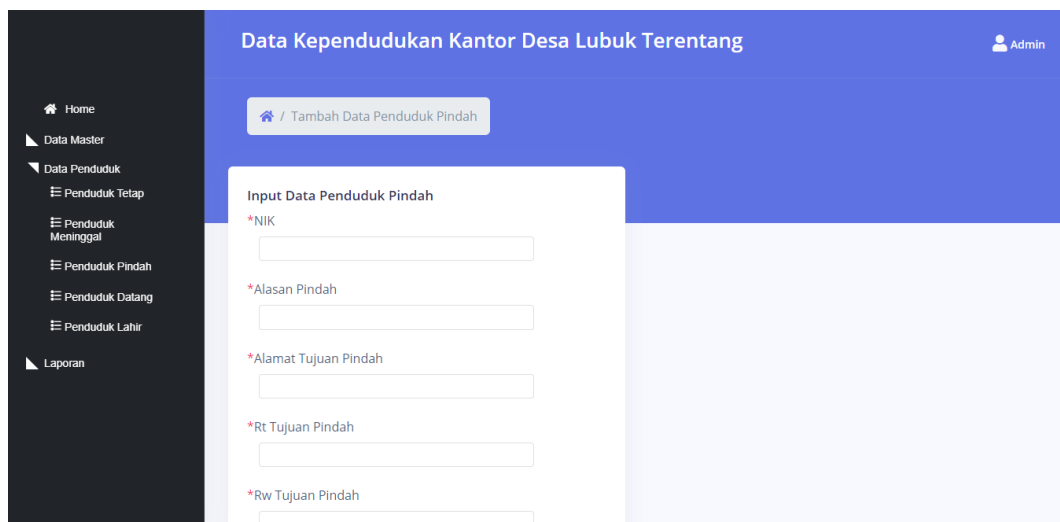 Data Kependudukan Kantor Desa Lubuk Terentang
Admin
Home
Data Master
Data Penduduk
Penduduk Tetap
Penduduk
Meninggal
Penduduk Pindah
Penduduk Datang
Penduduk Lahir
Laporan
/ Tambah Data Penduduk Pindah
Input Data Penduduk Pindah
*NIK
*Alasan Pindah
*Alamat Tujuan Pindah
*Rt Tujuan Pindah
*Rw Tujuan Pindah